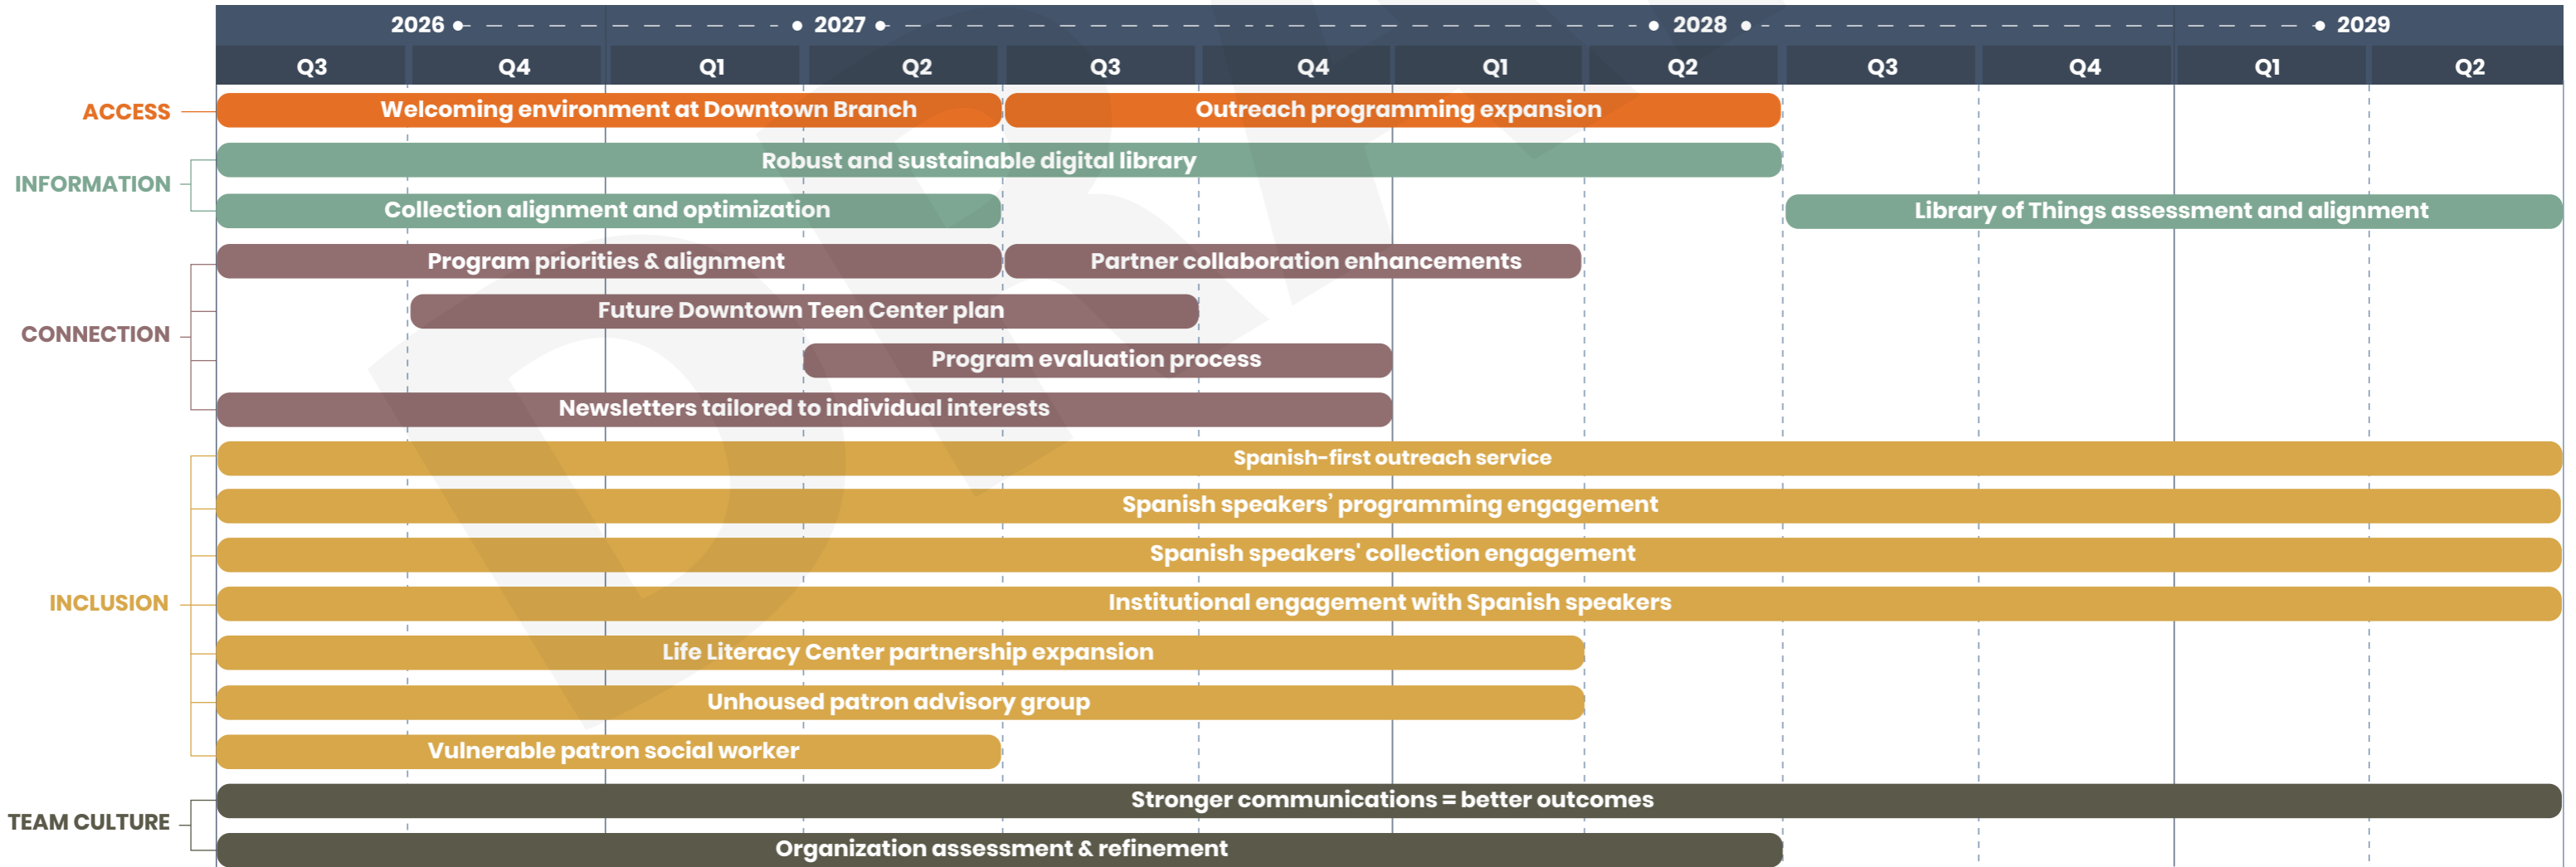 2026 2027 2028 2029
Q3 Q4 Q1 Q2 Q3 Q4 Q1 Q2 Q3 Q4 Q1 Q2
ACCESS
Welcoming environment at Downtown Branch
Outreach programming expansion
INFORMATION
Robust and sustainable digital library
Collection alignment and optimization
Library of Things assessment and alignment
CONNECTION
Program priorities & alignment
Partner collaboration enhancements
Future Downtown Teen Center plan
Program evaluation process
Newsletters tailored to individual interests
INCLUSION
Spanish-first outreach service
Spanish speakers’ programming engagement
Spanish speakers’ collection engagement
Institutional engagement with Spanish speakers
Life Literacy Center partnership expansion
Unhoused patron advisory group
Vulnerable patron social worker
TEAM CULTURE
Stronger communications = better outcomes
Organization assessment & refinement